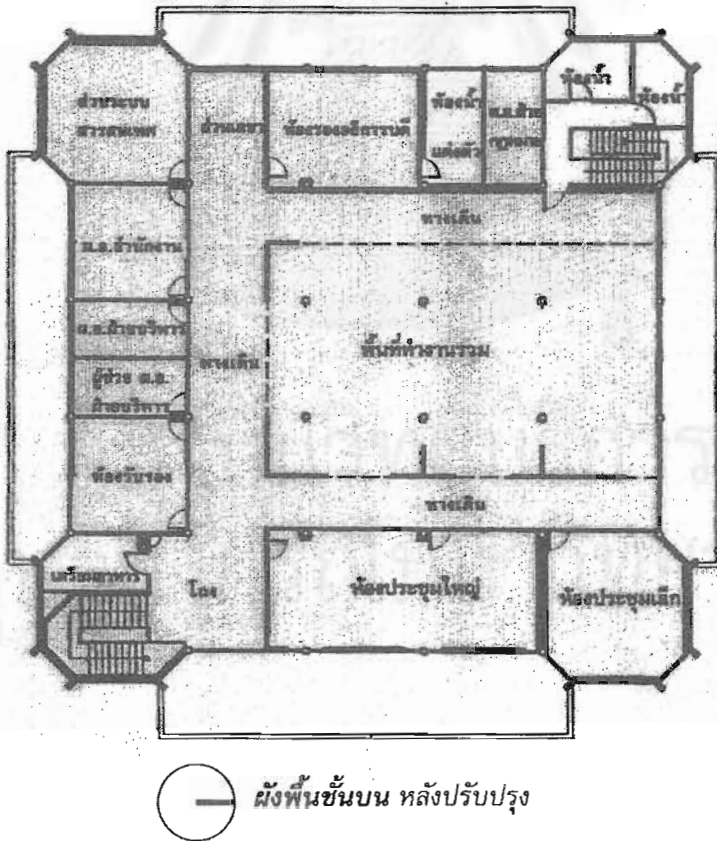 ส่วนระบบ
สารสนเทศ
ส่วนเลขา
ห้องรองอธิการบดี
ห้องน้ำ
แต่งตัว
ผ.อ.ฝ่าย
ห้องน้ำ
ห้องน้ำ
ทางเดิน
ผ.อ.สำนักงาน
ผ.อ.ฝ่ายบริหาร
ผู้ช่วย ผ.อ.
ฝ่ายบริหาร
ทางเดิน
พื้นที่ทำงานรวม
ห้องรับรอง
ทางเดิน
เตรียมอาหาร
โถง
ห้องประชุมใหญ่
ห้องประชุมเล็ก
ผังพื้นชั้นบน หลังปรับปรุง